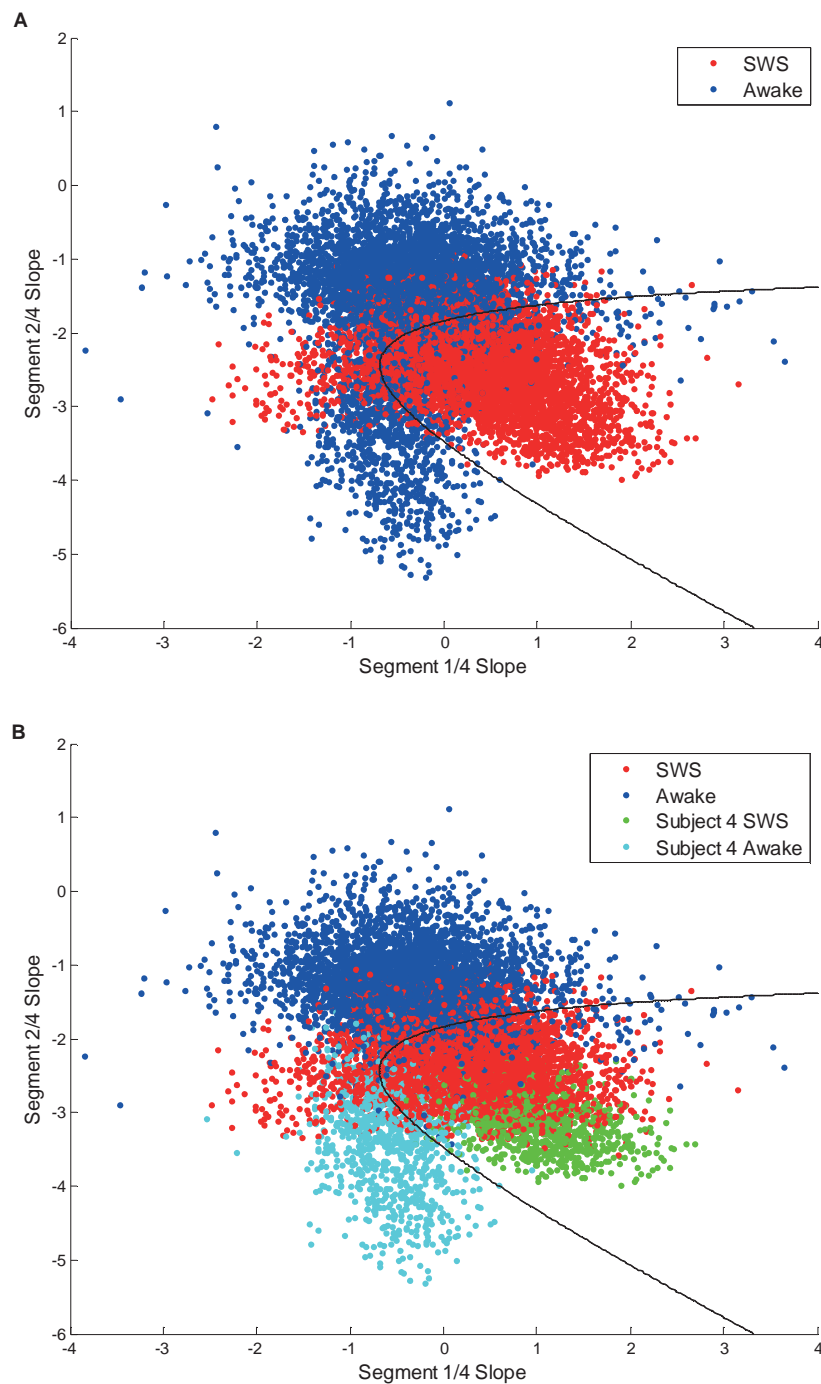 A
2
1
0
-1
-2
-3
-4
-5
-6
Segment 2/4 Slope
SWS
Awake
-4 -3 -2 -1 0 1 2 3 4
Segment 1/4 Slope
B
2
1
0
-1
-2
-3
-4
-5
-6
Segment 2/4 Slope
SWS
Awake
Subject 4 SWS
Subject 4 Awake
-4 -3 -2 -1 0 1 2 3 4
Segment 1/4 Slope